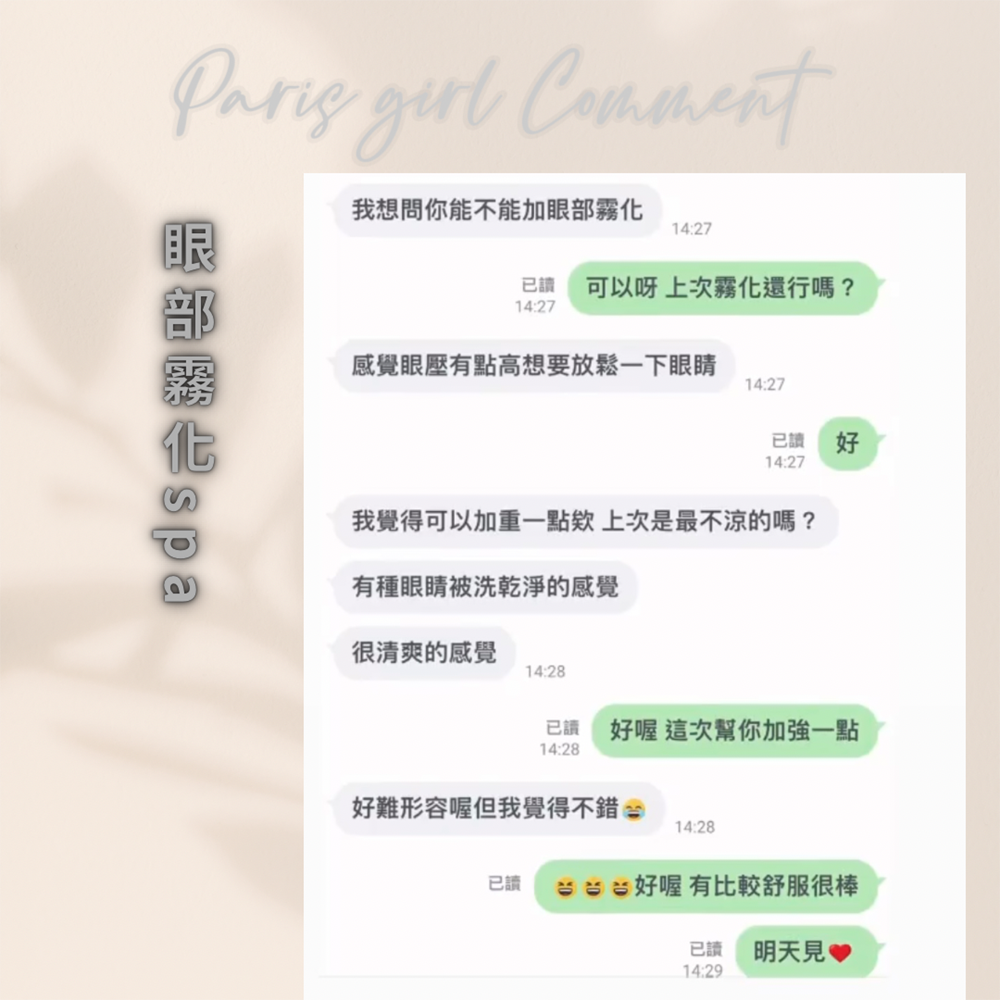 Paris girl Comment
眼部霧化spa
我想問你能不能加眼部霧化
14:27
可以呀 上次霧化還行嗎？
已讀
14:27
感覺眼壓有點高想要放鬆一下眼睛
14:27
好
已讀
14:27
我覺得可以加重一點欸 上次是最不涼的嗎？
有種眼睛被洗乾淨的感覺
很清爽的感覺
14:28
好喔 這次幫你加強一點
已讀
14:28
好難形容喔但我覺得不錯😂
14:28
已讀
😆😆😆好喔 有比較舒服很棒
明天見❤️
已讀
14:29